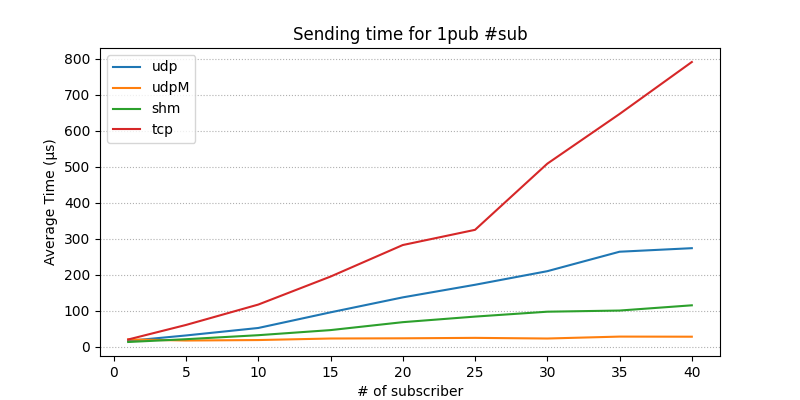 Sending time for 1pub #sub
udp
udpM
shm
tcp
Average Time (µs)
800
700
600
500
400
300
200
100
0
0 5 10 15 20 25 30 35 40
# of subscriber